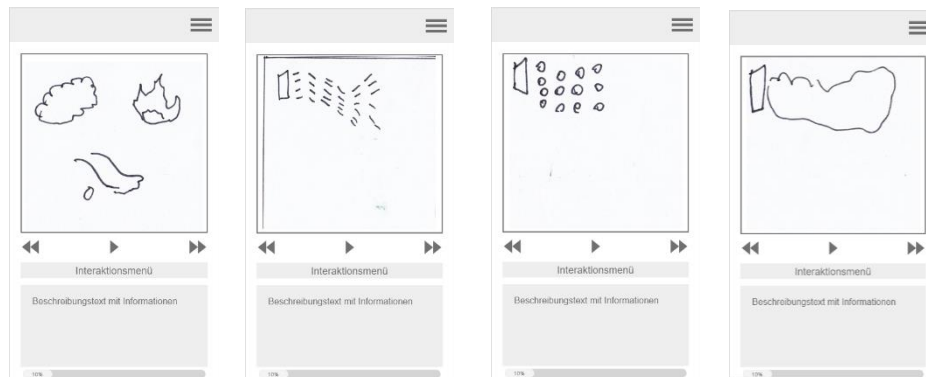 Interaktionsmenü
Beschreibungstext mit Informationen
10%
Interaktionsmenü
Beschreibungstext mit Informationen
10%
Interaktionsmenü
Beschreibungstext mit Informationen
10%
Interaktionsmenü
Beschreibungstext mit Informationen
10%